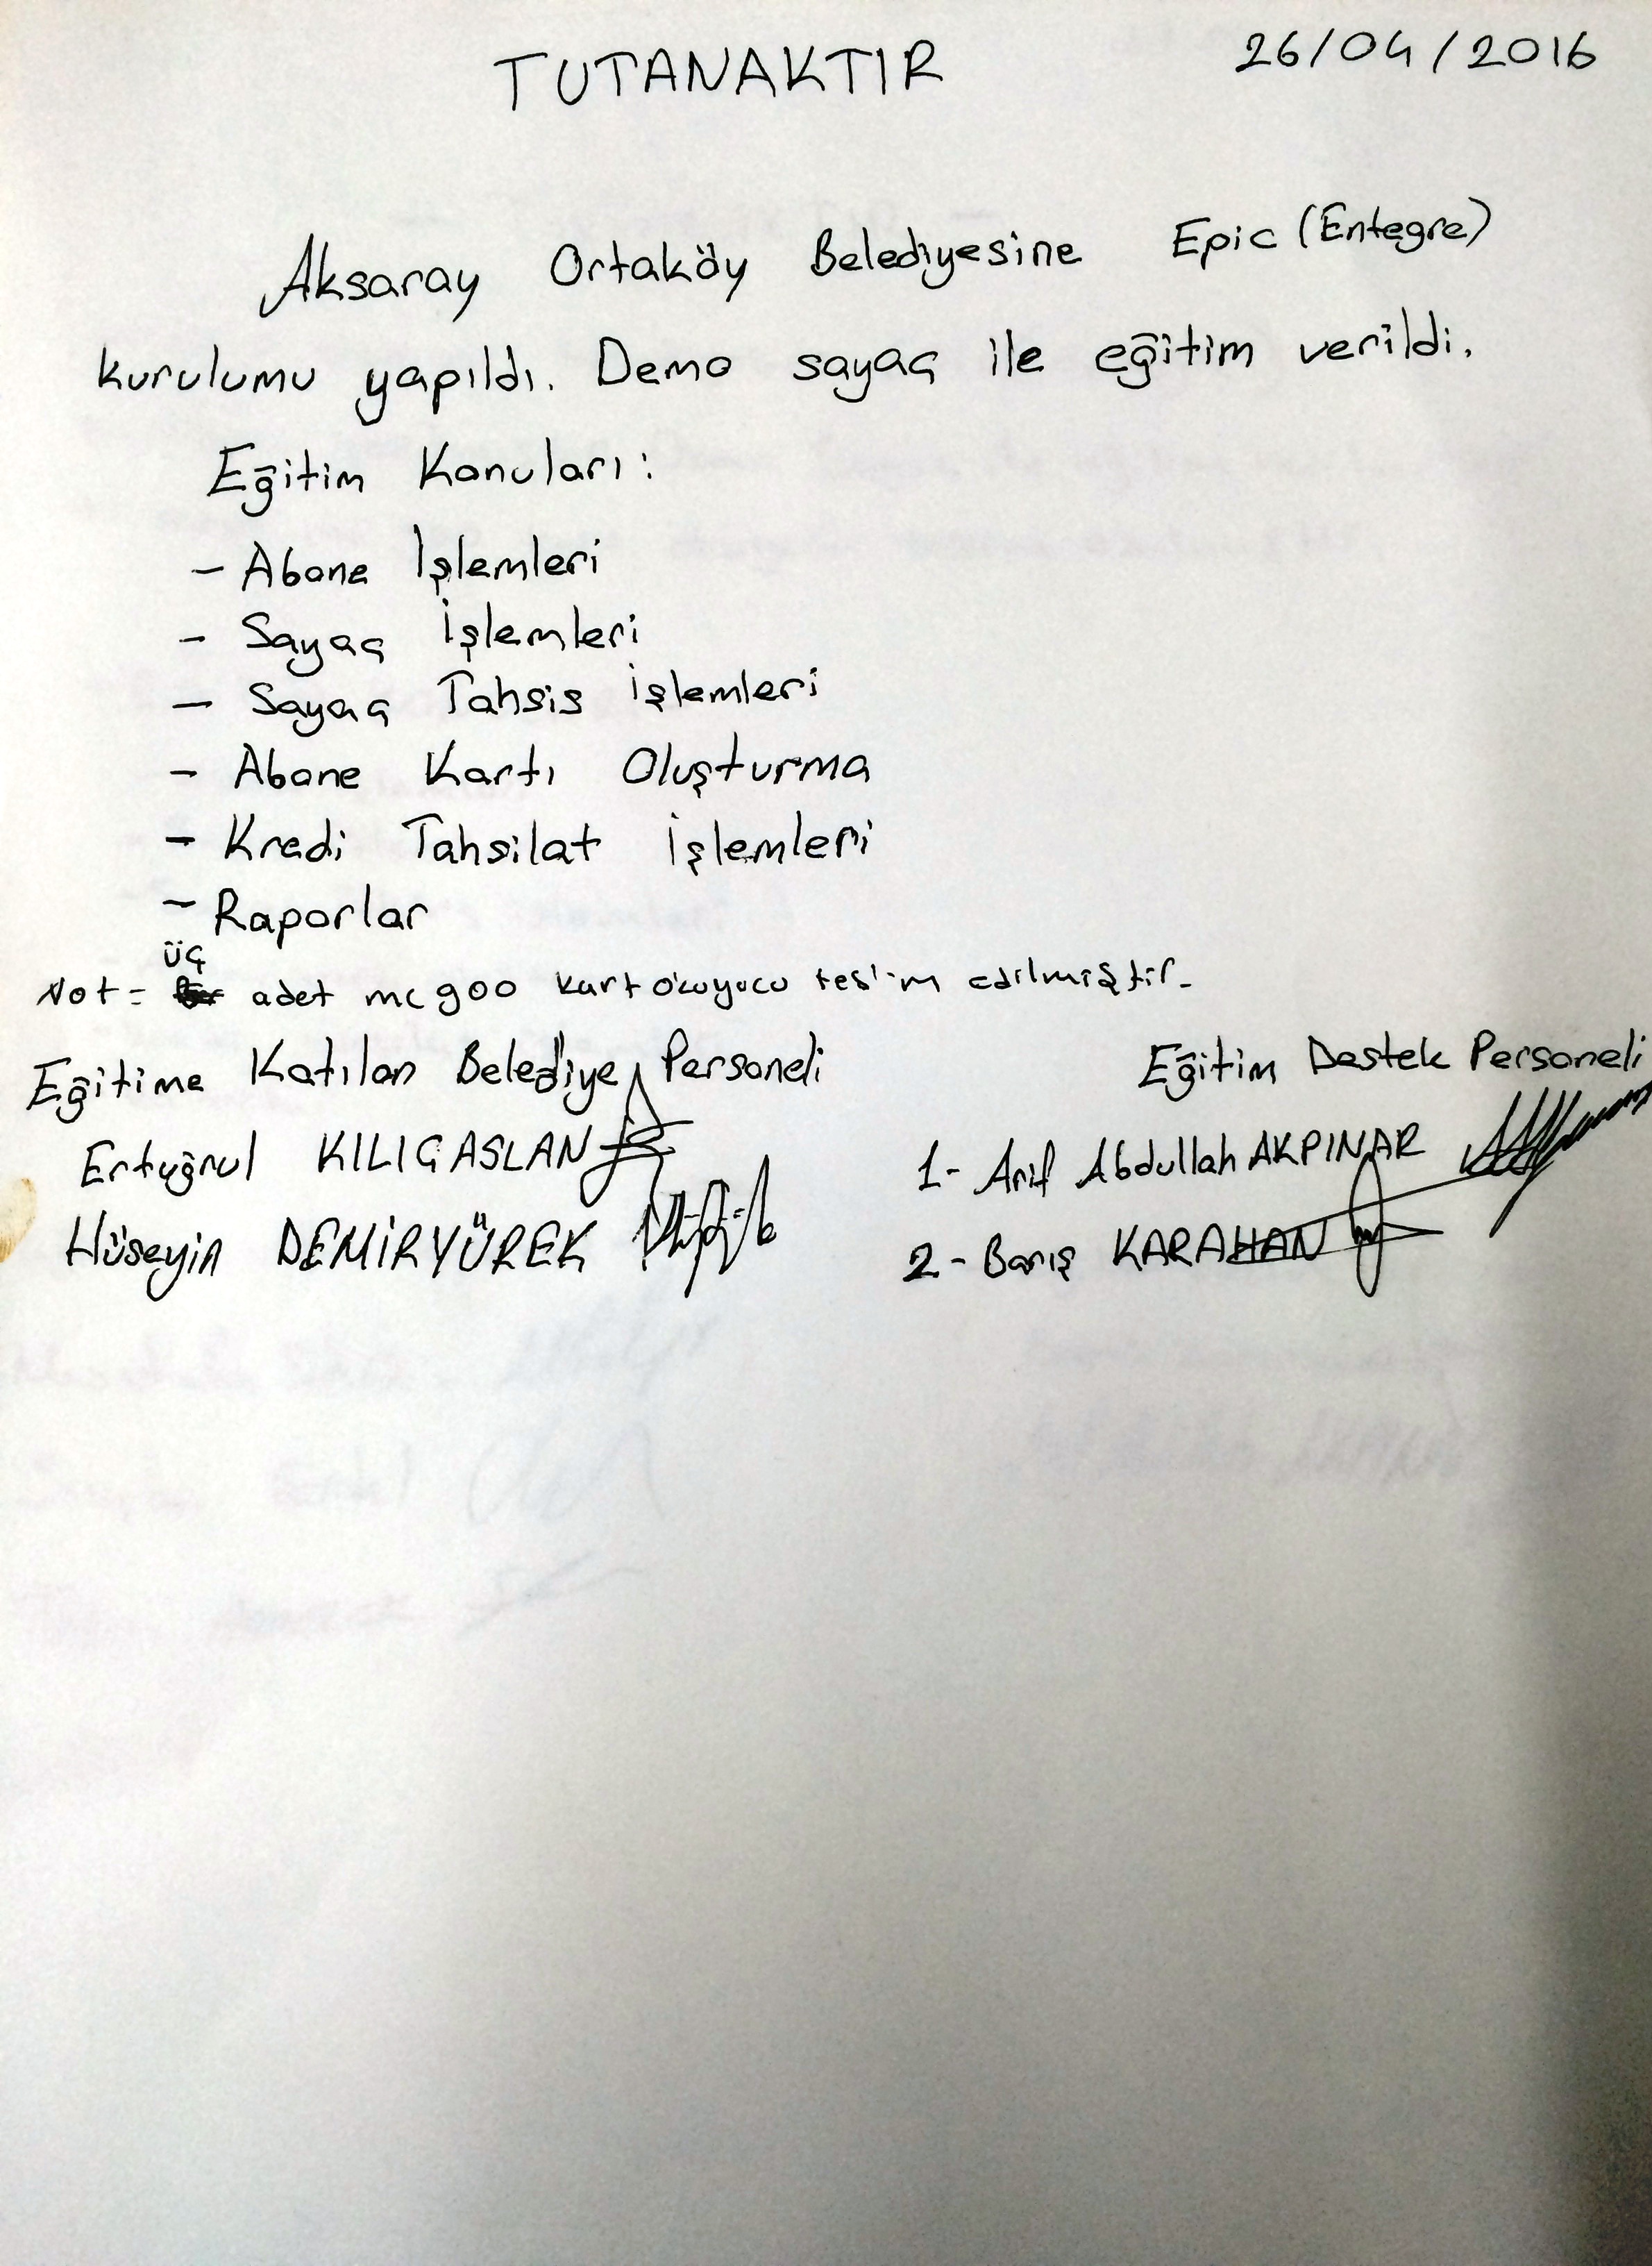 TUTANAKTIR 26/04/2016
Aksaray Ortaköy Belediyesine Epic (Entegre)
kurulumu yapıldı. Demo sayaç ile eğitim verildi.
Eğitim Konuları:
- Abone İşlemleri
- Sayaç İşlemleri
- Sayaç Tahsis işlemleri
- Abone Kartı Oluşturma
- Kredi Tahsilat işlemleri
- Raporlar
üç
Not = adet mc 900 kart okuyucu teslim edilmiştir.
Eğitime Katılan Belediye Personeli Eğitim Destek Personeli
Ertuğrul KILIÇASLAN 1- Arif Abdullah AKPINAR
Hüseyin DEMİRYÜREK 2- Barış KARAHAN